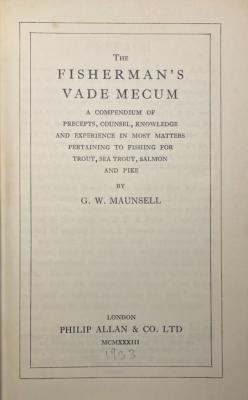 THE
FISHERMAN'S
VADE MECUM
A COMPENDIUM OF
PRECEPTS, COUNSEL, KNOWLEDGE
AND EXPERIENCE IN MOST MATTERS
PERTAINING TO FISHING FOR
TROUT, SEA TROUT, SALMON
AND PIKE
BY
G. W. MAUNSELL
LONDON
PHILIP ALLAN & CO. LTD
MCMXXXIII
1933